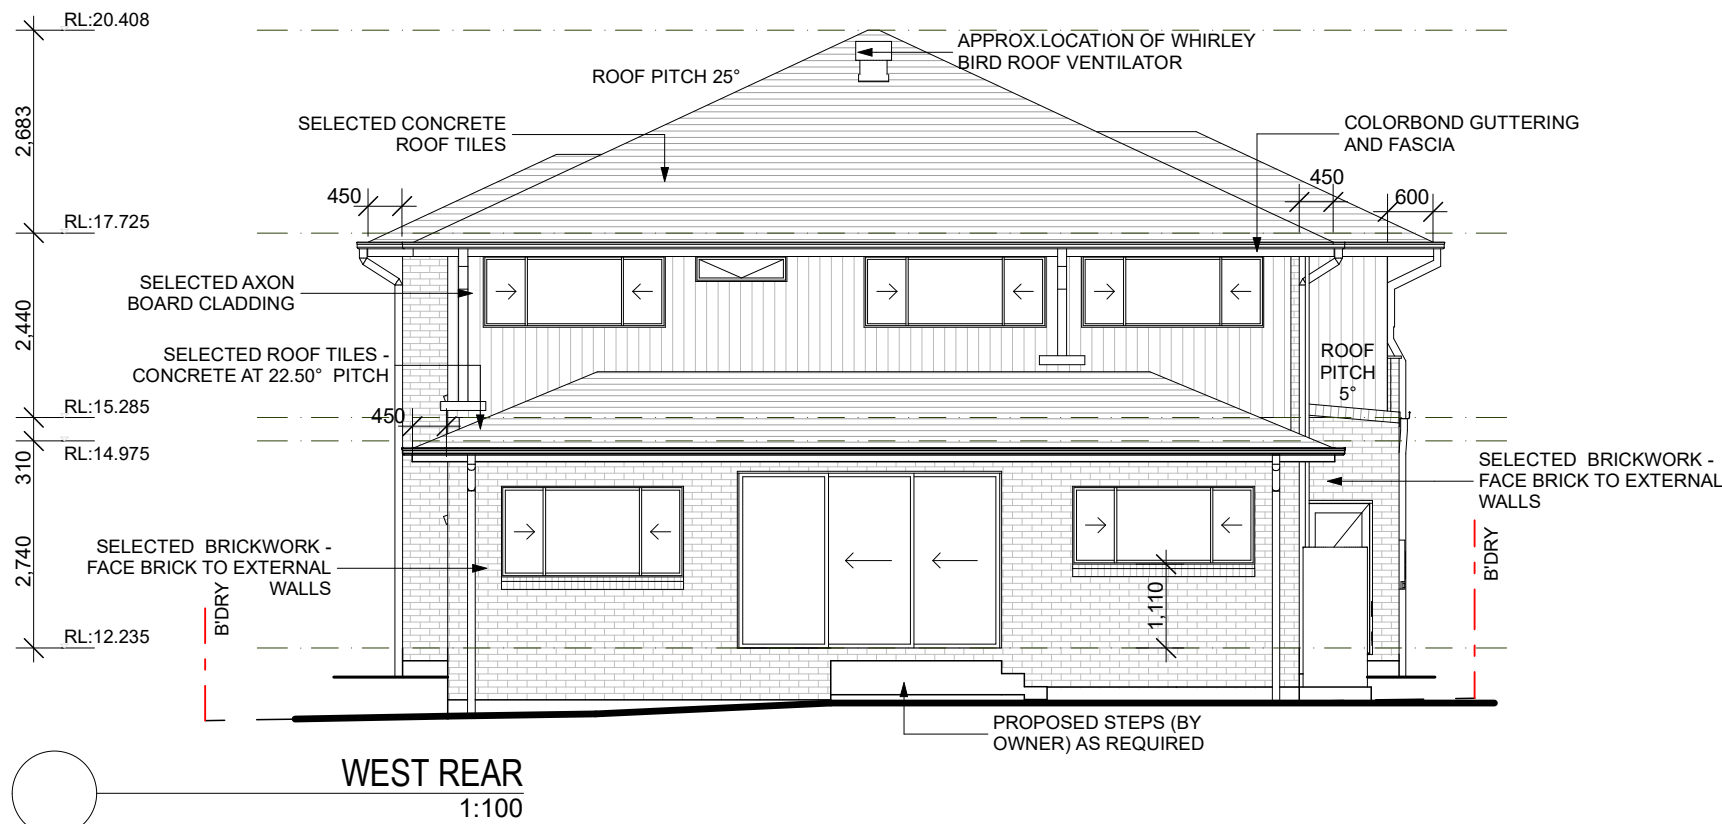 RL:20.408
APPROX.LOCATION OF WHIRLEY
BIRD ROOF VENTILATOR
ROOF PITCH 25°
2,683
SELECTED CONCRETE
ROOF TILES
COLORBOND GUTTERING
AND FASCIA
450
450
600
RL:17.725
SELECTED AXON
BOARD CLADDING
2,440
SELECTED ROOF TILES -
CONCRETE AT 22.50° PITCH
ROOF
PITCH
5°
RL:15.285
450
310
RL:14.975
SELECTED BRICKWORK -
FACE BRICK TO EXTERNAL
WALLS
2,740
SELECTED BRICKWORK -
FACE BRICK TO EXTERNAL
WALLS
B'DRY
B'DRY
1,110
RL:12.235
PROPOSED STEPS (BY
OWNER) AS REQUIRED
WEST REAR
1:100